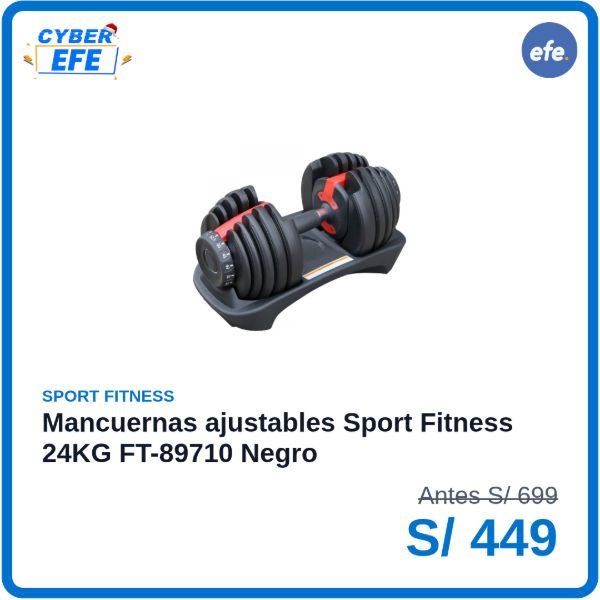 CYBER
EFE
efe.
SPORT FITNESS
Mancuernas ajustables Sport Fitness
24KG FT-89710 Negro
Antes S/ 699
S/ 449